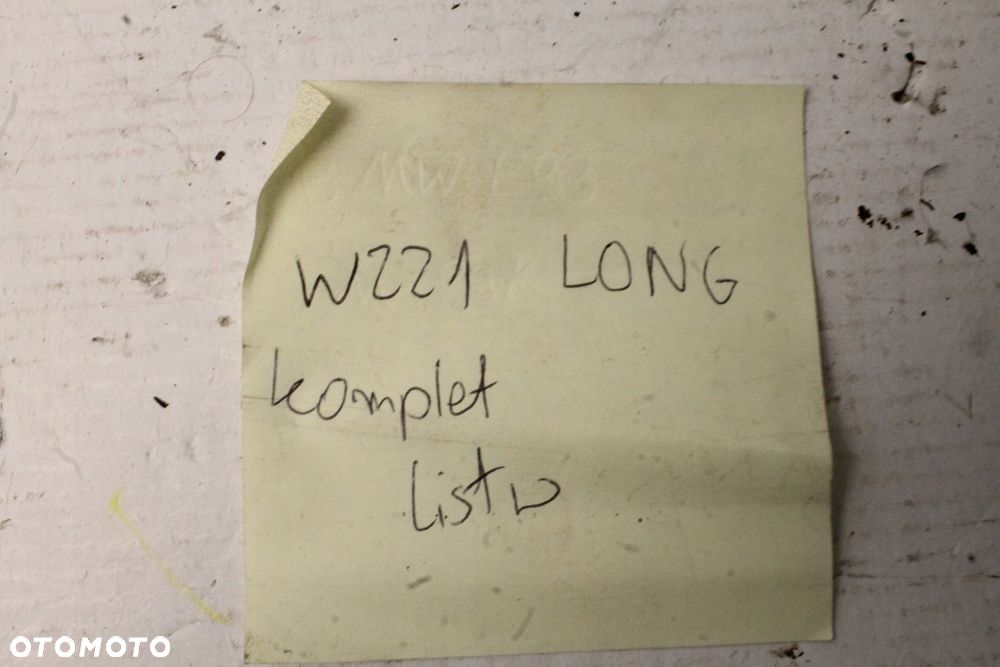 W221 LONG
komplet
listw
OTOMOTO